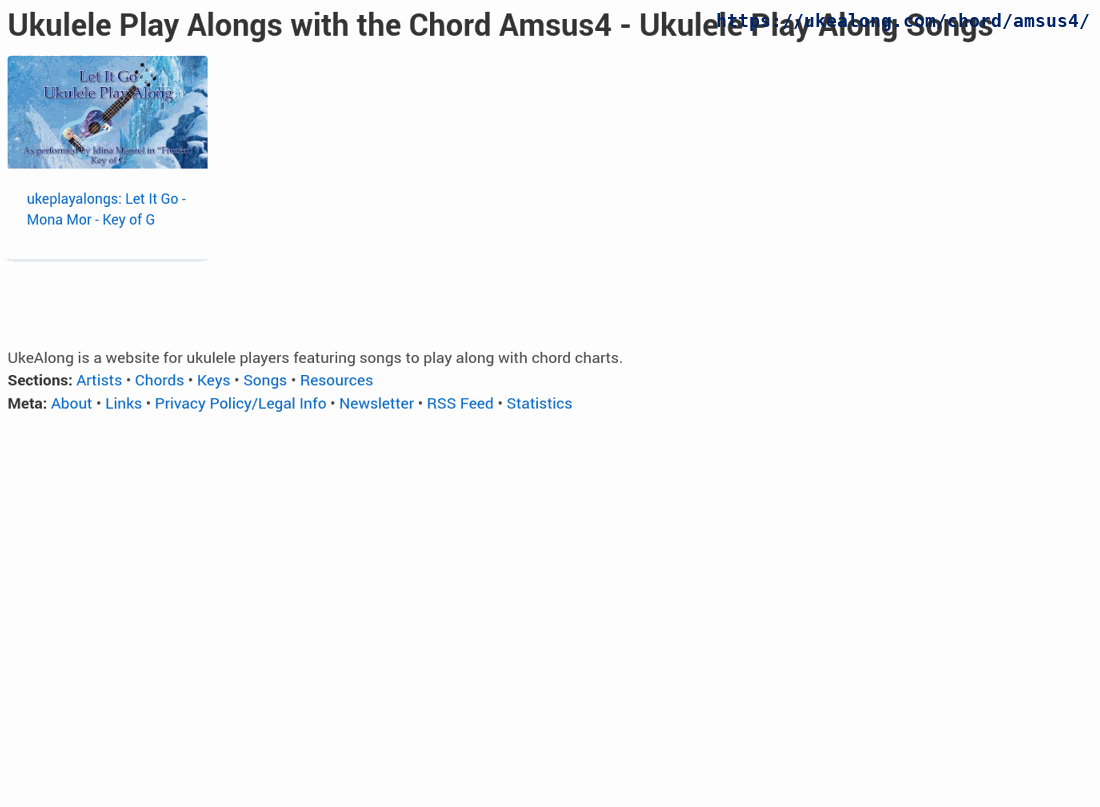 Ukulele Play Alongs with the Chord Amsus4 - Ukulele Play Along Songs
https://ukealong.com/chord/amsus4/
Let It Go
Ukulele Play Along
As performed by Idina Menzel in "Frozen"
Key of G
ukeplayalongs: Let It Go -
Mona Mor - Key of G
UkeAlong is a website for ukulele players featuring songs to play along with chord charts.
Sections: Artists • Chords • Keys • Songs • Resources
Meta: About • Links • Privacy Policy/Legal Info • Newsletter • RSS Feed • Statistics